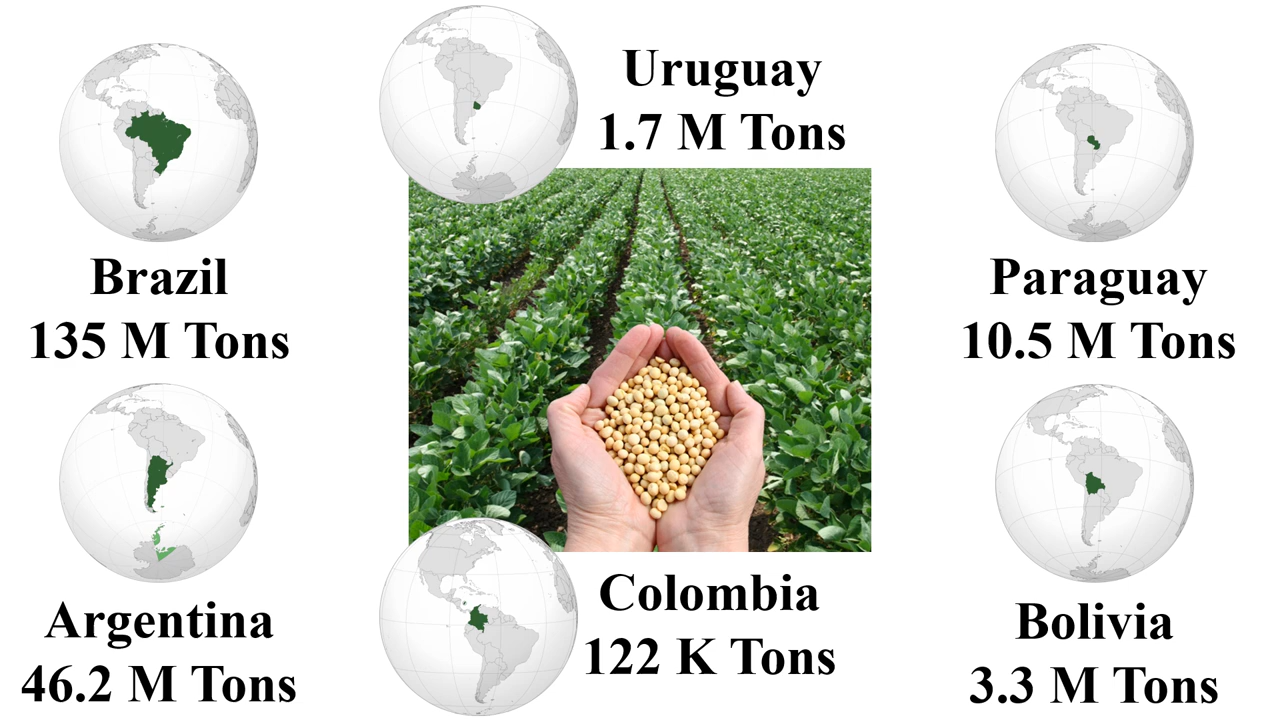 Uruguay
1.7 M Tons
Brazil
135 M Tons
Paraguay
10.5 M Tons
Argentina
46.2 M Tons
Colombia
122 K Tons
Bolivia
3.3 M Tons